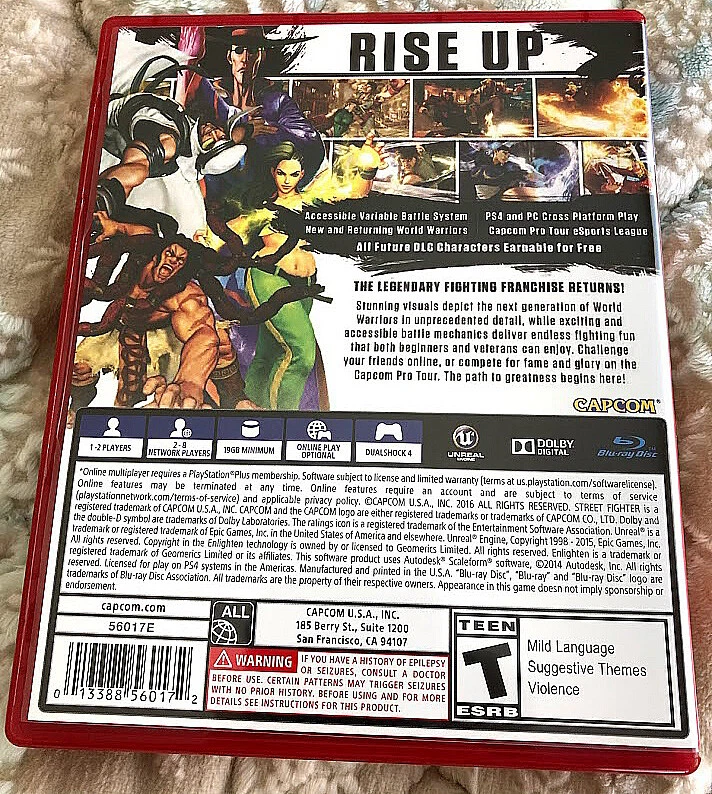 RISE UP
Accessible Variable Battle System
PS4 and PC Cross Platform Play
New and Returning World Warriors
Capcom Pro Tour eSports League
All Future DLC Characters Earnable for Free
THE LEGENDARY FIGHTING FRANCHISE RETURNS!
Stunning visuals depict the next generation of World
Warriors in unprecedented detail, while exciting and
accessible battle mechanics deliver endless fighting fun
that both beginners and veterans can enjoy. Challenge
your friends online, or compete for fame and glory on the
Capcom Pro Tour. The path to greatness begins here!
CAPCOM
1-2 PLAYERS
2-8
NETWORK PLAYERS
19GB MINIMUM
ONLINE PLAY
OPTIONAL
DUALSHOCK 4
UNREAL
ENGINE
DOLBY
DIGITAL
Blu-ray Disc™
*Online multiplayer requires a PlayStation®Plus membership. Software subject to license and limited warranty (terms at us.playstation.com/softwarelicense).
Online features may be terminated at any time. Online features require an account and are subject to terms of service
(playstationnetwork.com/terms-of-service) and applicable privacy policy. ©CAPCOM U.S.A., INC. 2016 ALL RIGHTS RESERVED. STREET FIGHTER is a
registered trademark of CAPCOM U.S.A., INC. CAPCOM and the CAPCOM logo are either registered trademarks or trademarks of CAPCOM CO., LTD. Dolby and
the double-D symbol are trademarks of Dolby Laboratories. The ratings icon is a registered trademark of the Entertainment Software Association. Unreal® is a
trademark or registered trademark of Epic Games, Inc. in the United States of America and elsewhere. Unreal® Engine, Copyright 1998 - 2015, Epic Games, Inc.
All rights reserved. Copyright in the Enlighten technology is owned by or licensed to Geomerics Limited. All rights reserved. Enlighten is a trademark or
registered trademark of Geomerics Limited or its affiliates. This software product uses Autodesk® Scaleform® software, ©2014 Autodesk, Inc. All rights
reserved. Licensed for play on PS4 systems in the Americas. Manufactured and printed in the U.S.A. "Blu-ray Disc", "Blu-ray" and "Blu-ray Disc" logo are
trademarks of Blu-ray Disc Association. All trademarks are the property of their respective owners. Appearance in this game does not imply sponsorship or
endorsement.
capcom.com
56017E
0 13388 56017 2
ALL
CAPCOM U.S.A., INC.
185 Berry St., Suite 1200
San Francisco, CA 94107
WARNING IF YOU HAVE A HISTORY OF EPILEPSY
OR SEIZURES, CONSULT A DOCTOR
BEFORE USE. CERTAIN PATTERNS MAY TRIGGER SEIZURES
WITH NO PRIOR HISTORY. BEFORE USING AND FOR MORE
DETAILS SEE INSTRUCTIONS FOR THIS PRODUCT.
TEEN
T
ESRB
Mild Language
Suggestive Themes
Violence